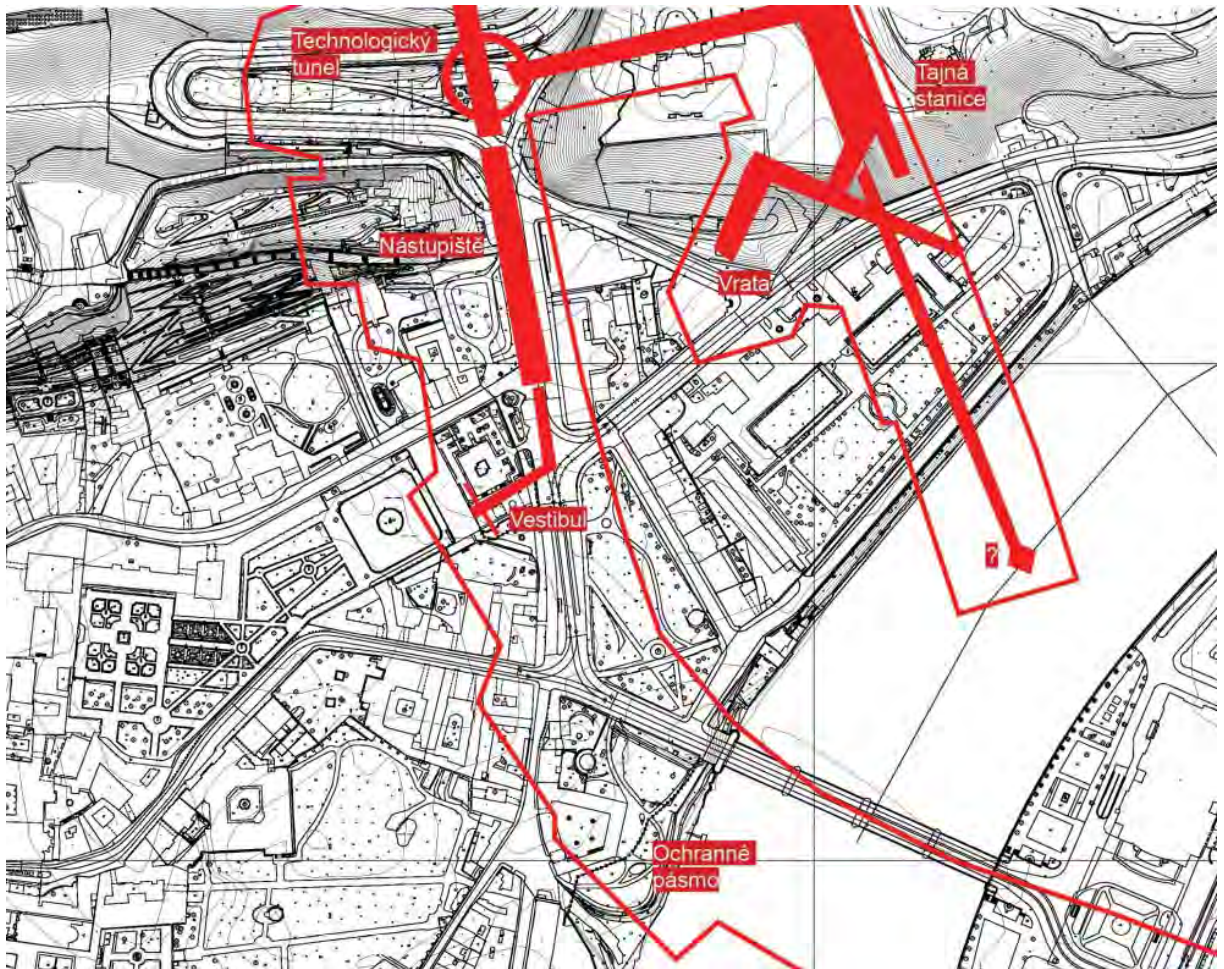 Technologický
tunel
Tajná
stanice
Nástupiště
Vrata
Vestibul
?
Ochranné
pásmo